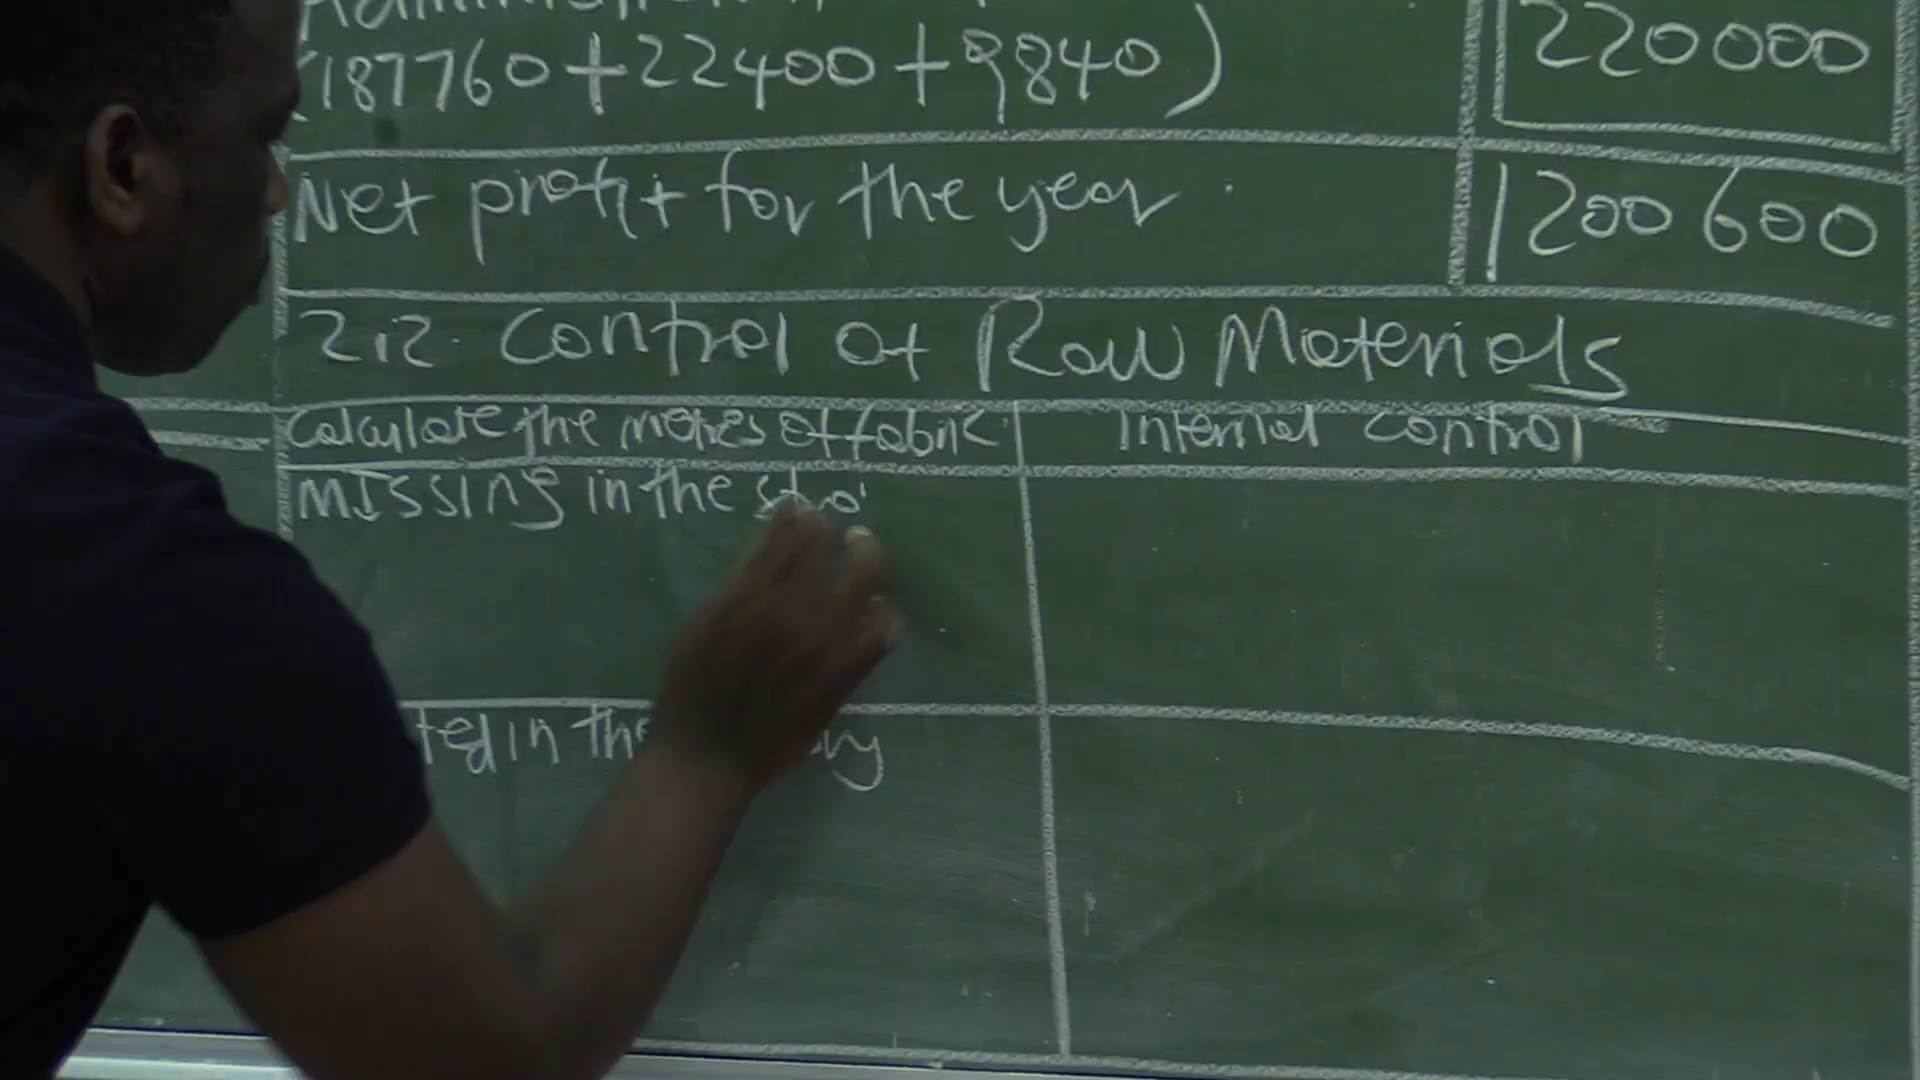 (187760+22400+9840) 220000
Net profit for the year. 1200600
2.2. Control of Raw Materials
Calculate the metres of fabric Internal control
missing in the
in the